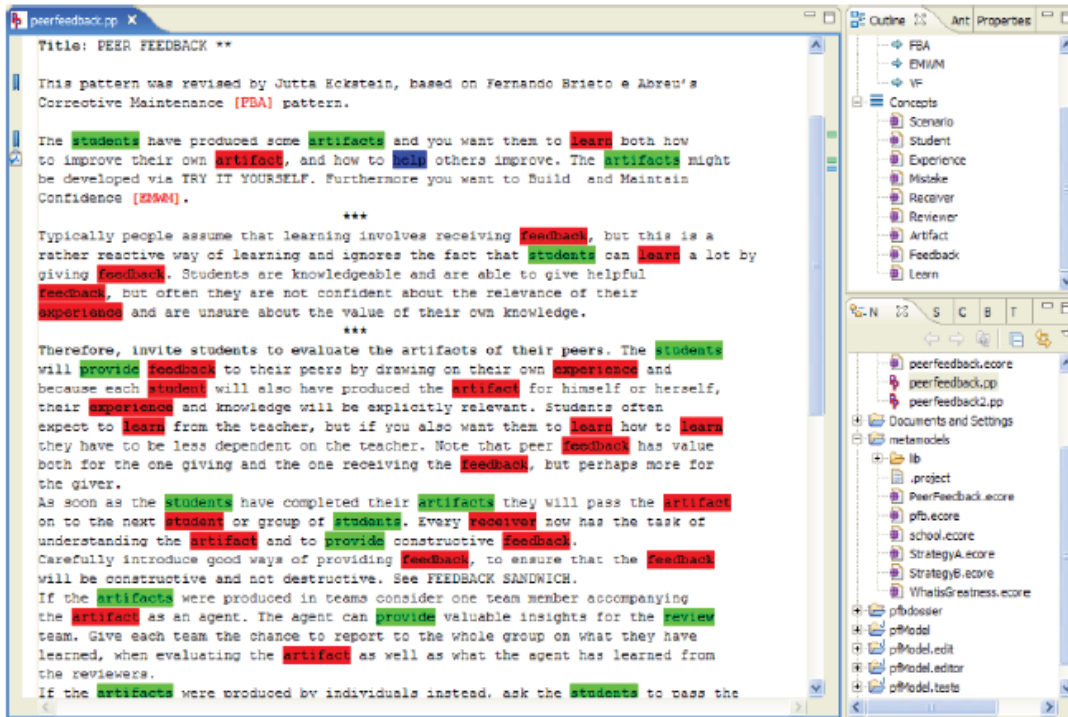 peerfeedback.pp
Title: PEER FEEDBACK **
This pattern was revised by Jutta Eckstein, based on Fernando Brieto e Abreu's
Corrective Maintenance [FBA] pattern.
The students have produced some artifacts and you want them to learn both how
to improve their own artifact, and how to help others improve. The artifacts might
be developed via TRY IT YOURSELF. Furthermore you want to Build and Maintain
Confidence [EMWM].
***
Typically people assume that learning involves receiving feedback, but this is a
rather reactive way of learning and ignores the fact that students can learn a lot by
giving feedback. Students are knowledgeable and are able to give helpful
feedback, but often they are not confident about the relevance of their
experience and are unsure about the value of their own knowledge.
***
Therefore, invite students to evaluate the artifacts of their peers. The students
will provide feedback to their peers by drawing on their own experience and
because each student will also have produced the artifact for himself or herself,
their experience and knowledge will be explicitly relevant. Students often
expect to learn from the teacher, but if you also want them to learn how to learn
they have to be less dependent on the teacher. Note that peer feedback has value
both for the one giving and the one receiving the feedback, but perhaps more for
the giver.
As soon as the students have completed their artifacts they will pass the artifact
on to the next student or group of students. Every receiver now has the task of
understanding the artifact and to provide constructive feedback.
Carefully introduce good ways of providing feedback, to ensure that the feedback
will be constructive and not destructive. See FEEDBACK SANDWICH.
If the artifacts were produced in teams consider one team member accompanying
the artifact as an agent. The agent can provide valuable insights for the review
team. Give each team the chance to report to the whole group on what they have
learned, when evaluating the artifact as well as what the agent has learned from
the reviewers.
If the artifacts were produced by individuals instead, ask the students to pass the
Outline Ant Properties
FBA
EMWM
VF
Concepts
Scenario
Student
Experience
Mistake
Receiver
Reviewer
Artifact
Feedback
Learn
N S C B T
peerfeedback.ecore
peerfeedback.pp
peerfeedback2.pp
Documents and Settings
metamodels
lib
.project
PeerFeedback.ecore
pfb.ecore
school.ecore
StrategyA.ecore
StrategyB.ecore
WhatisGreatness.ecore
pfbdossier
pfModel
pfModel.edit
pfModel.editor
pfModel.tests